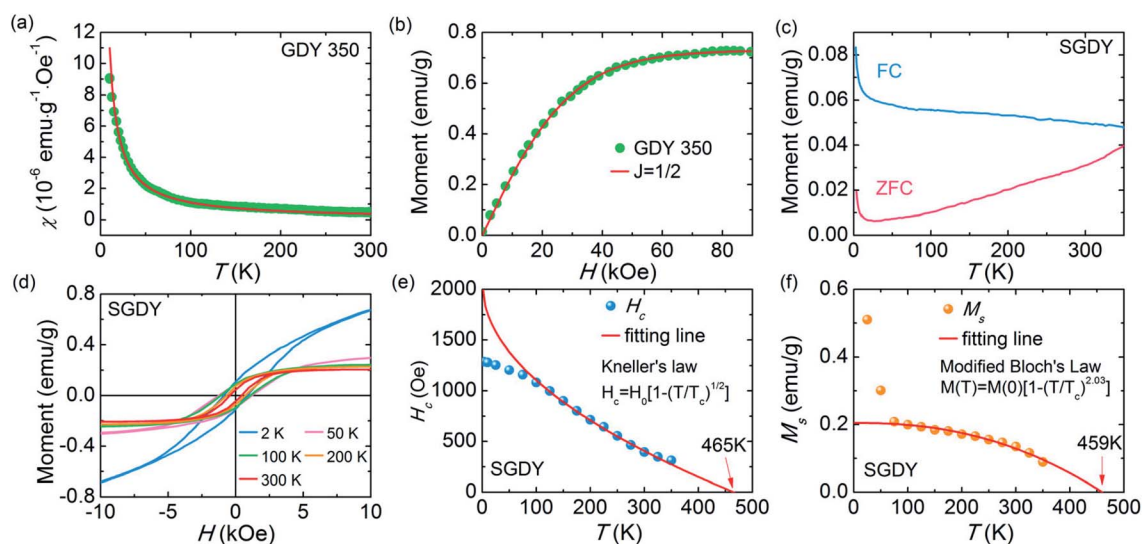 (a)
12
10
8
6
4
2
0
χ (10⁻⁶ emu·g⁻¹·Oe⁻¹)
GDY 350
0 100 200 300
T (K)
(b)
0.8
0.6
0.4
0.2
0.0
Moment (emu/g)
GDY 350
J=1/2
0 20 40 60 80
H (kOe)
(c)
0.08
0.06
0.04
0.02
0.00
Moment (emu/g)
SGDY
FC
ZFC
0 100 200 300
T (K)
(d)
0.8
0.4
0.0
-0.4
-0.8
Moment (emu/g)
SGDY
2 K 50 K
100 K 200 K
300 K
-10 -5 0 5 10
H (kOe)
(e)
2000
1500
1000
500
0
H_c (Oe)
H_c
fitting line
Kneller's law
H_c=H_0[1-(T/T_c)^1/2]
465K
SGDY
0 100 200 300 400 500
T (K)
(f)
0.6
0.4
0.2
0.0
M_s (emu/g)
M_s
fitting line
Modified Bloch's Law
M(T)=M(0)[1-(T/T_c)^2.03]
459K
SGDY
0 100 200 300 400 500
T (K)